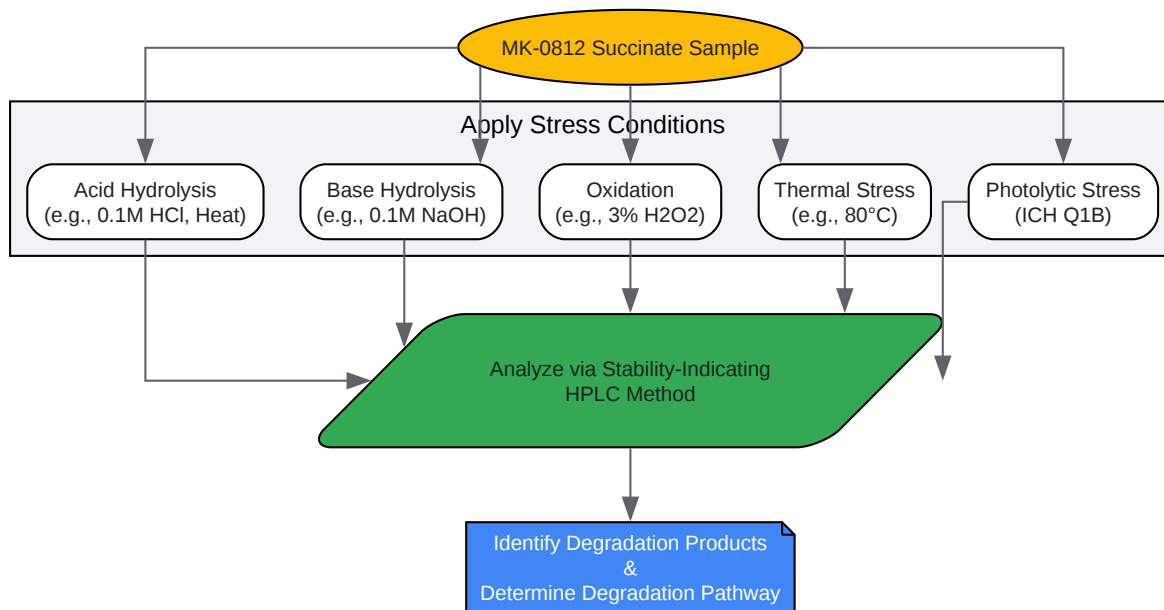 MK-0812 Succinate Sample
Apply Stress Conditions
Acid Hydrolysis
(e.g., 0.1M HCl, Heat)
Base Hydrolysis
(e.g., 0.1M NaOH)
Oxidation
(e.g., 3% H2O2)
Thermal Stress
(e.g., 80°C)
Photolytic Stress
(ICH Q1B)
Analyze via Stability-Indicating
HPLC Method
Identify Degradation Products
&
Determine Degradation Pathway